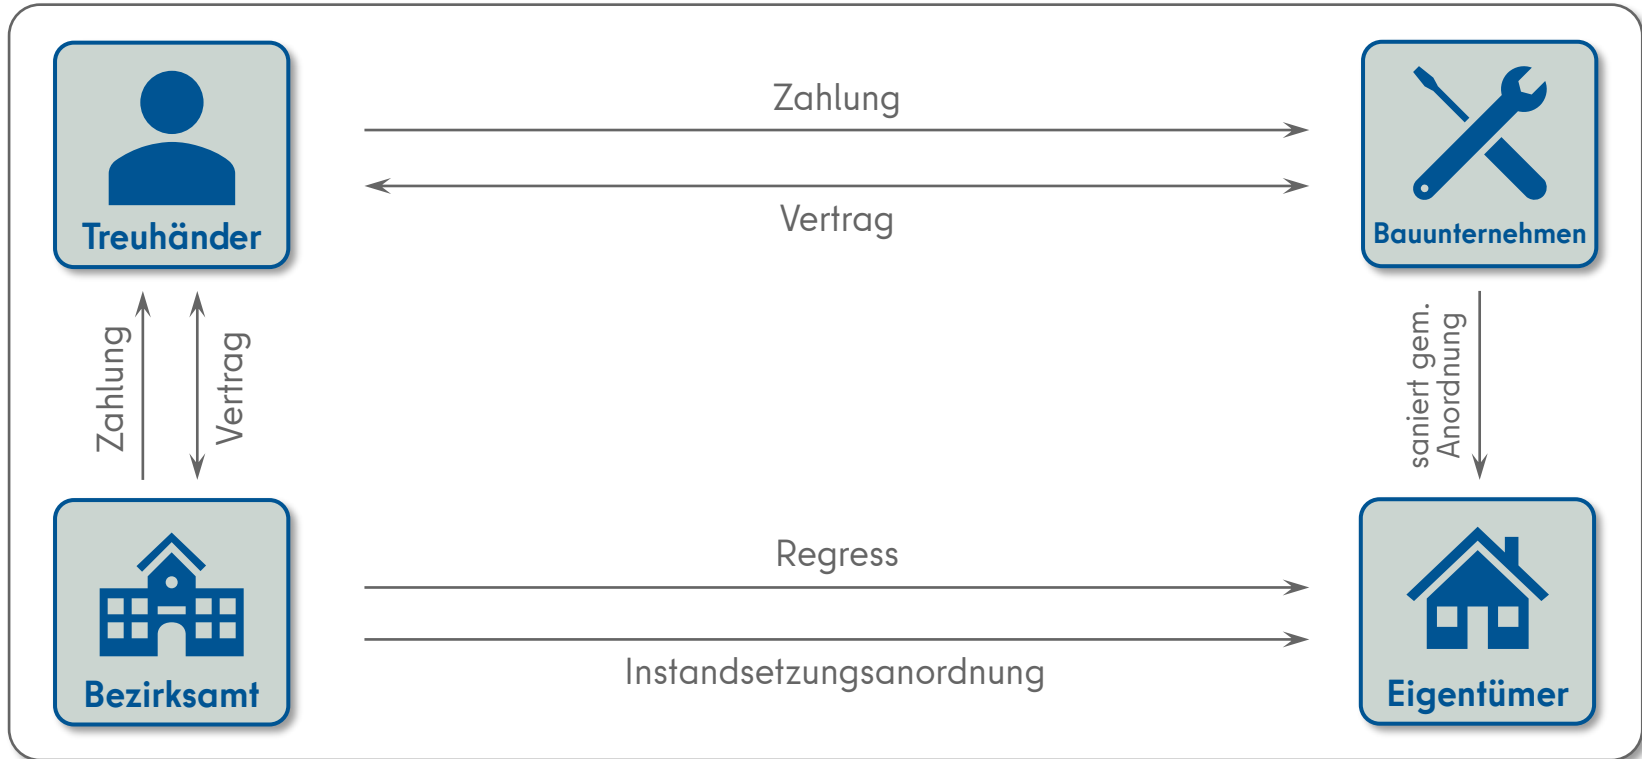 Zahlung
Treuhänder
Vertrag
Bauunternehmen
Zahlung
Vertrag
saniert gem.
Anordnung
Regress
Bezirksamt
Instandsetzungsanordnung
Eigentümer